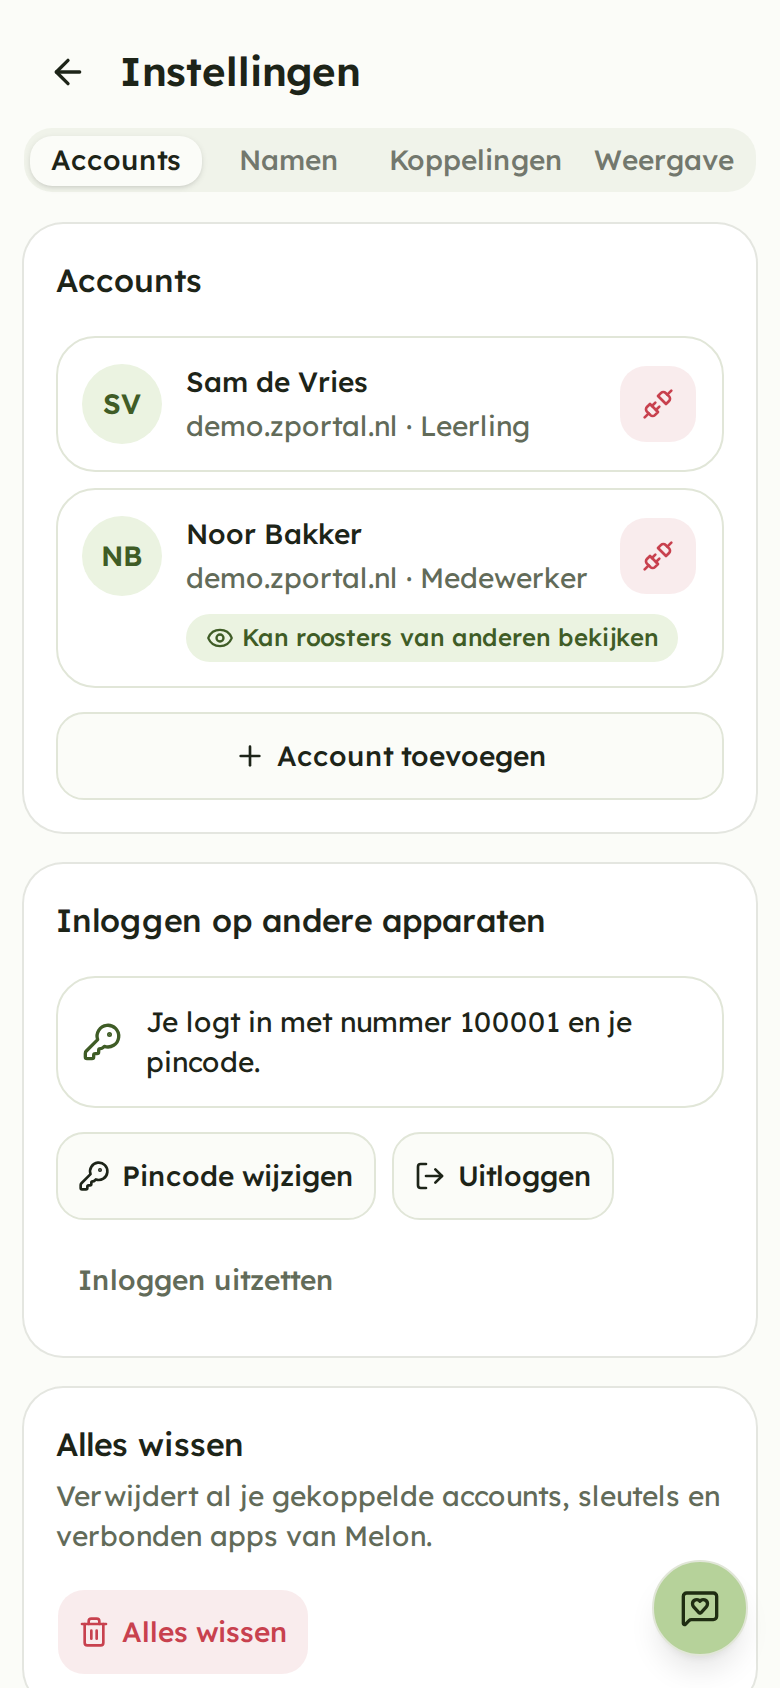 Instellingen
Accounts
Namen
Koppelingen
Weergave
Accounts
SV
Sam de Vries
demo.zportal.nl · Leerling
NB
Noor Bakker
demo.zportal.nl · Medewerker
Kan roosters van anderen bekijken
Account toevoegen
Inloggen op andere apparaten
Je logt in met nummer 100001 en je
pincode.
Pincode wijzigen
Uitloggen
Inloggen uitzetten
Alles wissen
Verwijdert al je gekoppelde accounts, sleutels en
verbonden apps van Melon.
Alles wissen